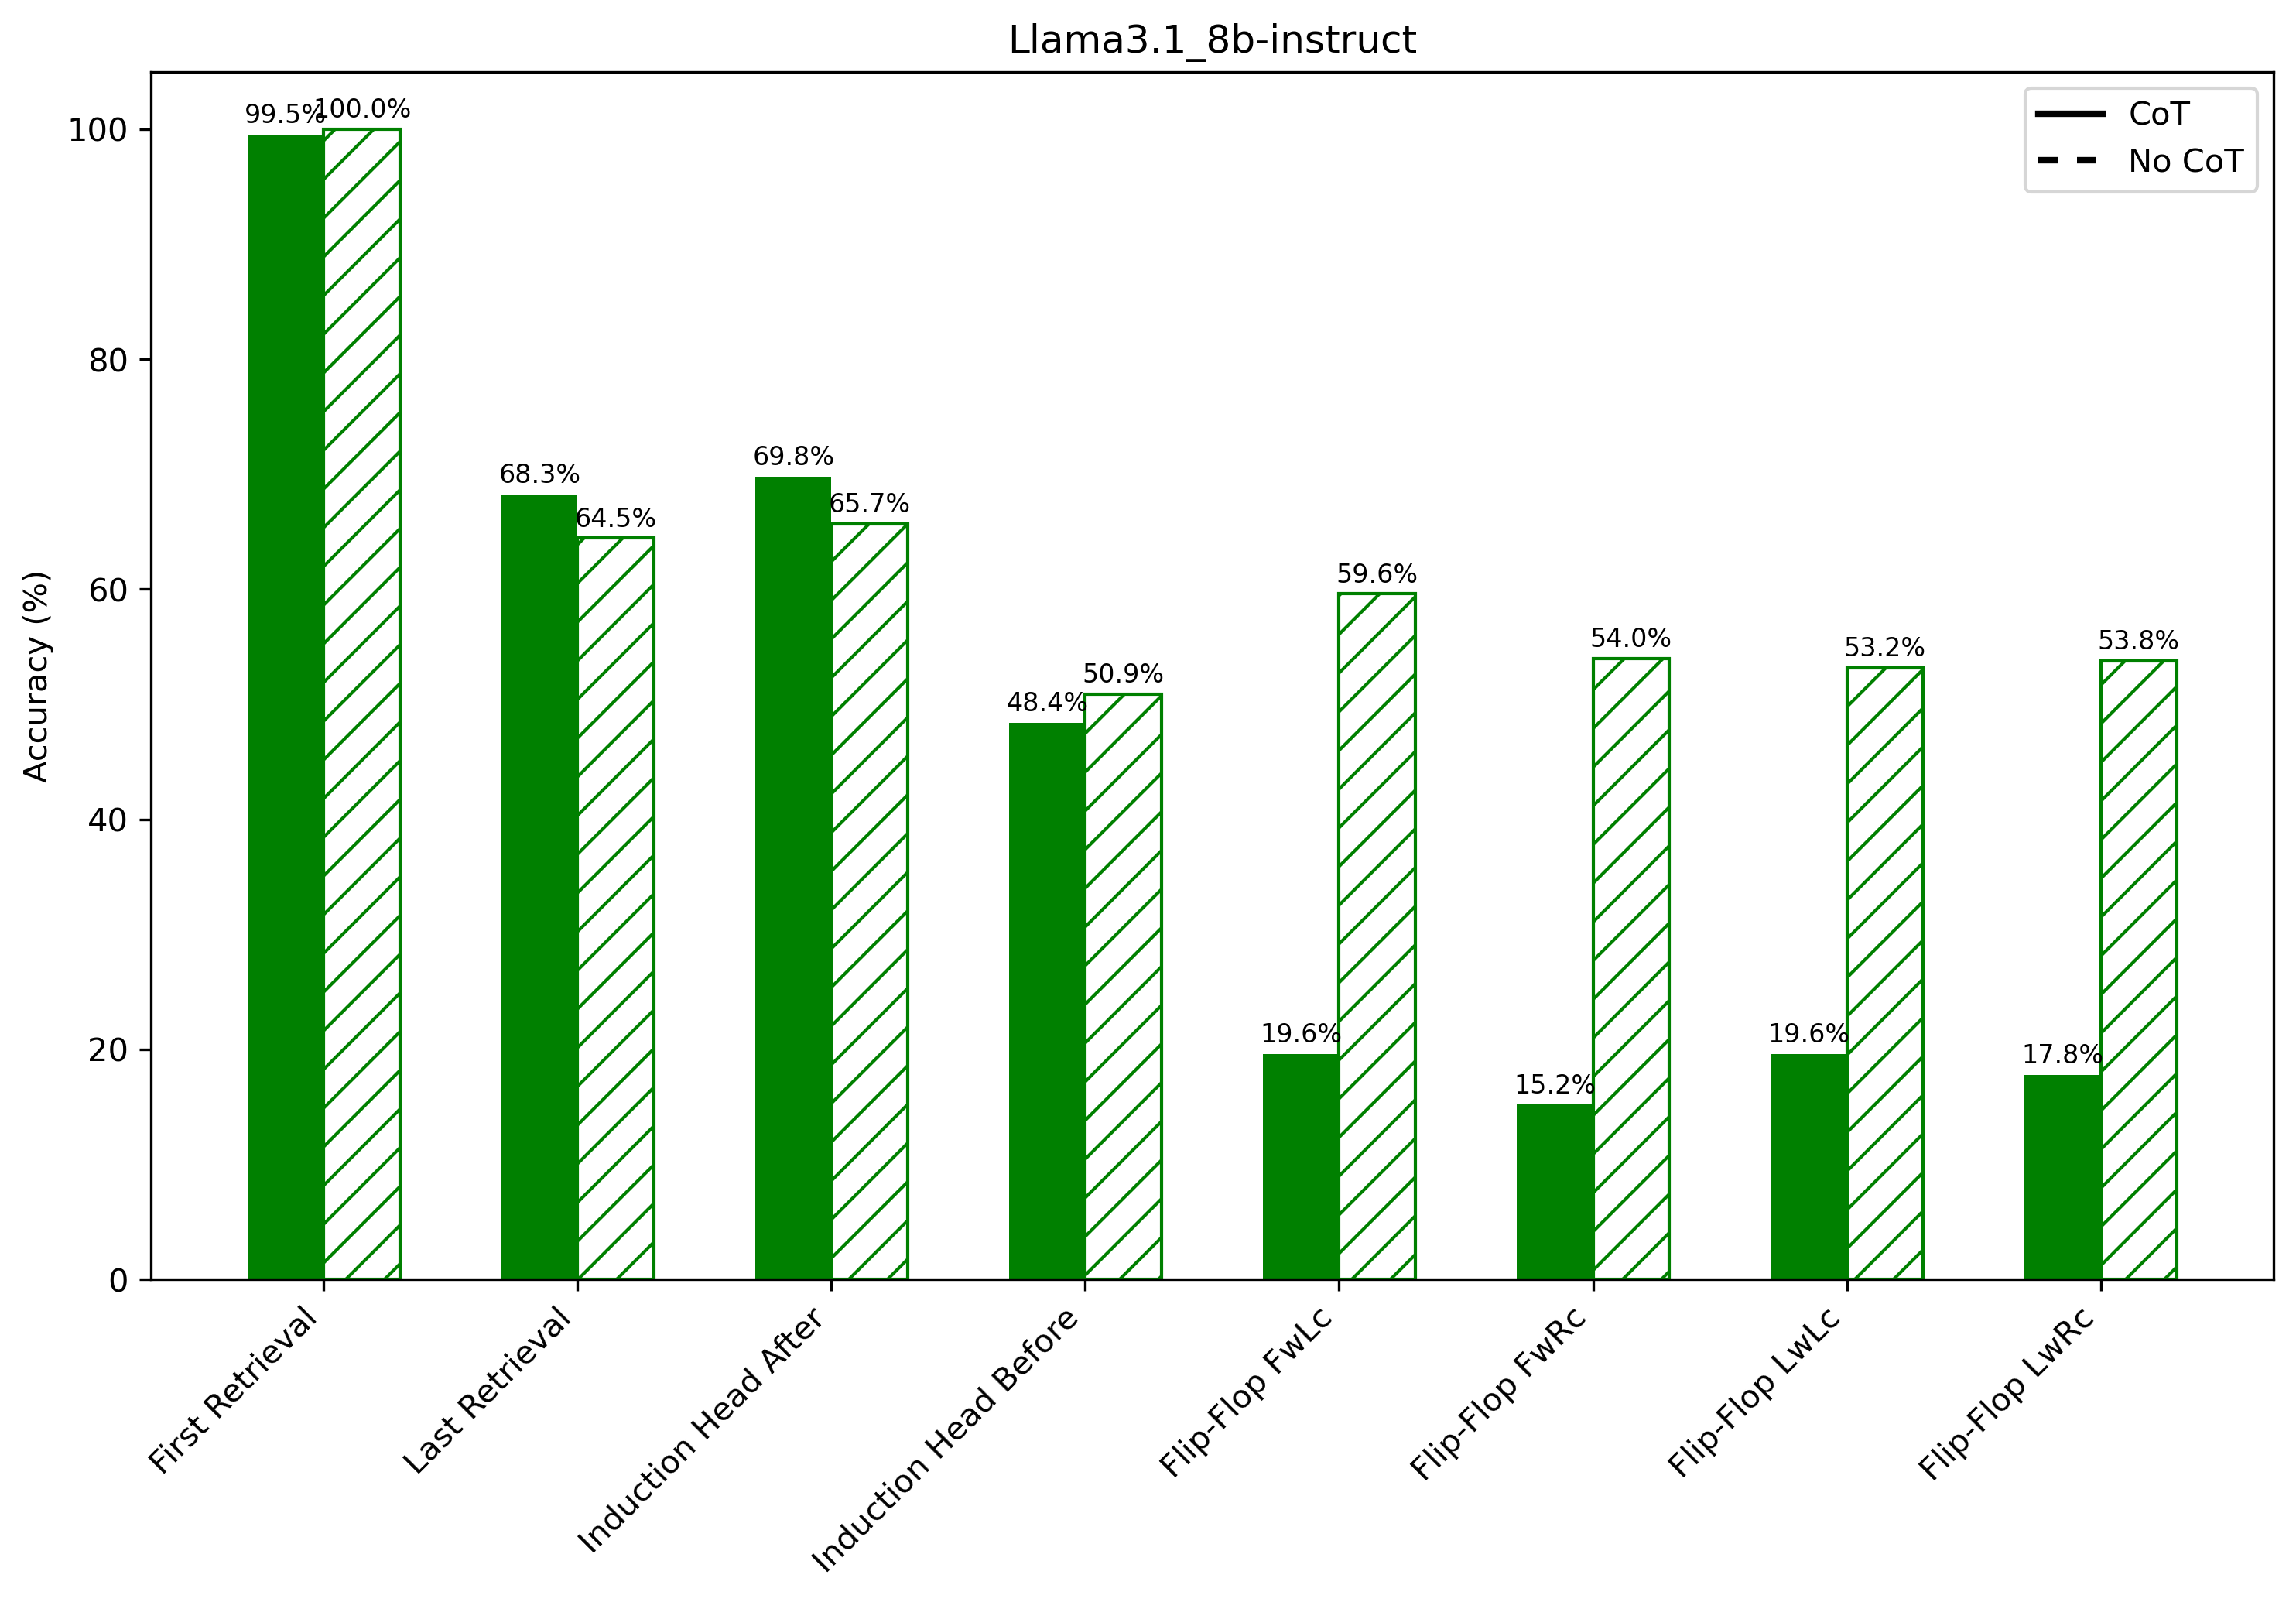 Llama3.1_8b-instruct
CoT
No CoT
Accuracy (%)
100
80
60
40
20
0
99.5%
100.0%
68.3%
64.5%
69.8%
65.7%
48.4%
50.9%
19.6%
59.6%
15.2%
54.0%
19.6%
53.2%
17.8%
53.8%
First Retrieval
Last Retrieval
Induction Head After
Induction Head Before
Flip-Flop FwLc
Flip-Flop FwRc
Flip-Flop LwLc
Flip-Flop LwRc